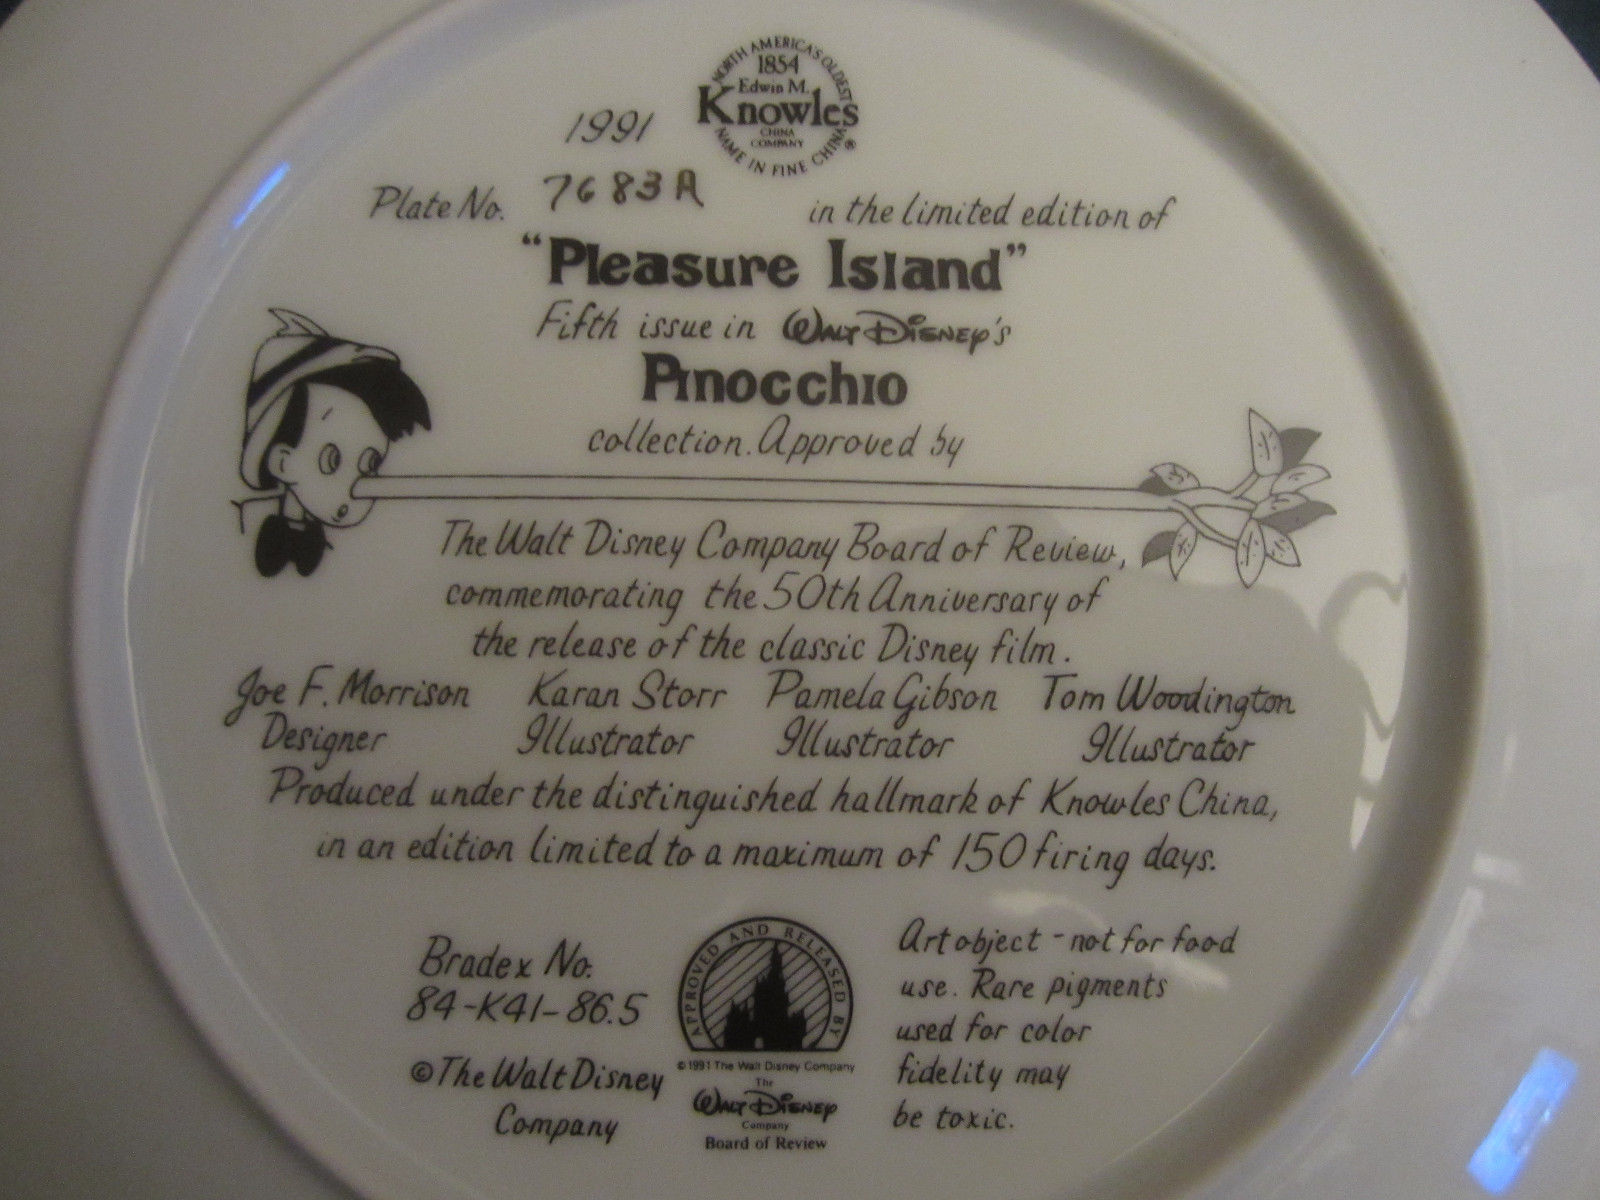 NORTH AMERICA'S OLDEST
1854
Edwin M.
Knowles
CHINA
COMPANY
NAME IN FINE CHINA ®
1991
Plate No. 7683A in the limited edition of
“Pleasure Island”
Fifth issue in Walt Disney's
Pinocchio
collection. Approved by
The Walt Disney Company Board of Review,
commemorating the 50th Anniversary of
the release of the classic Disney film.
Joe F. Morrison Karan Storr Pamela Gibson Tom Woodington
Designer Illustrator Illustrator Illustrator
Produced under the distinguished hallmark of Knowles China,
in an edition limited to a maximum of 150 firing days.
Bradex No.
84-K41-86.5
© The Walt Disney
Company
APPROVED AND RELEASED BY
© 1991 The Walt Disney Company
The
Walt Disney
Company
Board of Review
Art object - not for food
use. Rare pigments
used for color
fidelity may
be toxic.